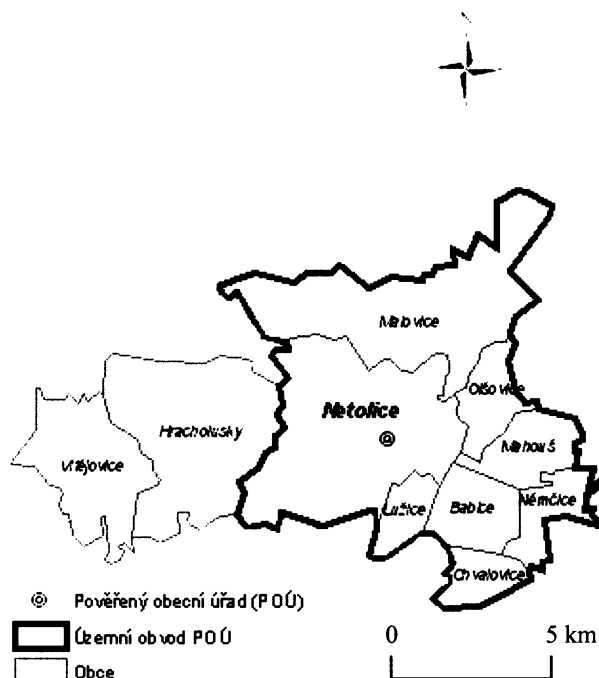 Malovice
Olšovice
Netolice
Mahouš
Hracholusky
Vitějovice
Lužice
Babice
Němčice
Chvalovice
Pověřený obecní úřad (POÚ)
Územní obvod POÚ
Obce
0
5 km